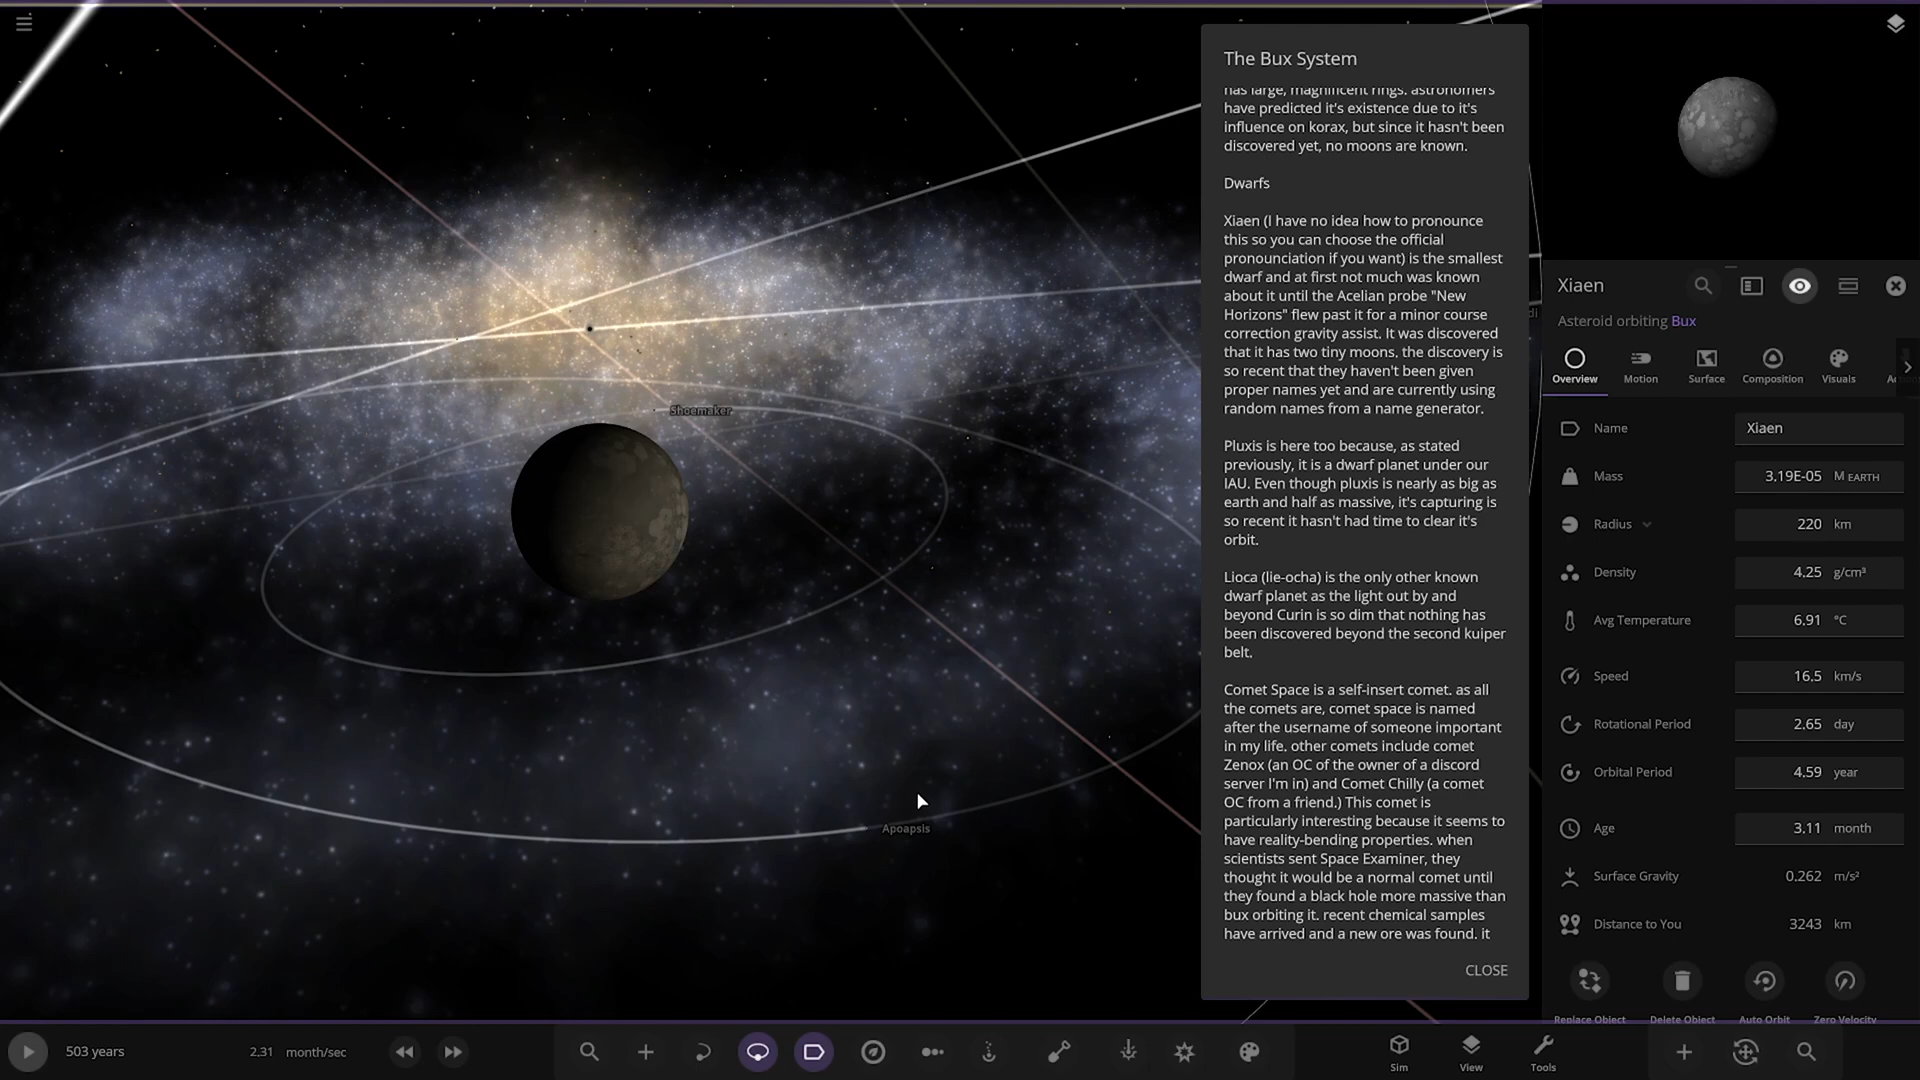 The Bux System
has large, magnificent rings. astronomers
have predicted it's existence due to it's
influence on korax, but since it hasn't been
discovered yet, no moons are known.
Dwarfs
Xiaen (I have no idea how to pronounce
this so you can choose the official
pronounciation if you want) is the smallest
dwarf and at first not much was known
about it until the Acelian probe "New
Horizons" flew past it for a minor course
correction gravity assist. It was discovered
that it has two tiny moons. the discovery is
so recent that they haven't been given
proper names yet and are currently using
random names from a name generator.
Pluxis is here too because, as stated
previously, it is a dwarf planet under our
IAU. Even though pluxis is nearly as big as
earth and half as massive, it's capturing is
so recent it hasn't had time to clear it's
orbit.
Lioca (lie-ocha) is the only other known
dwarf planet as the light out by and
beyond Curin is so dim that nothing has
been discovered beyond the second kuiper
belt.
Comet Space is a self-insert comet. as all
the comets are, comet space is named
after the username of someone important
in my life. other comets include comet
Zenox (an OC of the owner of a discord
server I'm in) and Comet Chilly (a comet
OC from a friend.) This comet is
particularly interesting because it seems to
have reality-bending properties. when
scientists sent Space Examiner, they
thought it would be a normal comet until
they found a black hole more massive than
bux orbiting it. recent chemical samples
have arrived and a new ore was found. it
CLOSE
Shoemaker
Apoapsis
Xiaen
Asteroid orbiting Bux
Overview
Motion
Surface
Composition
Visuals
Name Xiaen
Mass 3.19E-05 M EARTH
Radius 220 km
Density 4.25 g/cm³
Avg Temperature 6.91 °C
Speed 16.5 km/s
Rotational Period 2.65 day
Orbital Period 4.59 year
Age 3.11 month
Surface Gravity 0.262 m/s²
Distance to You 3243 km
Replace Object
Delete Object
Auto Orbit
Zero Velocity
503 years
2.31 month/sec
Sim
View
Tools